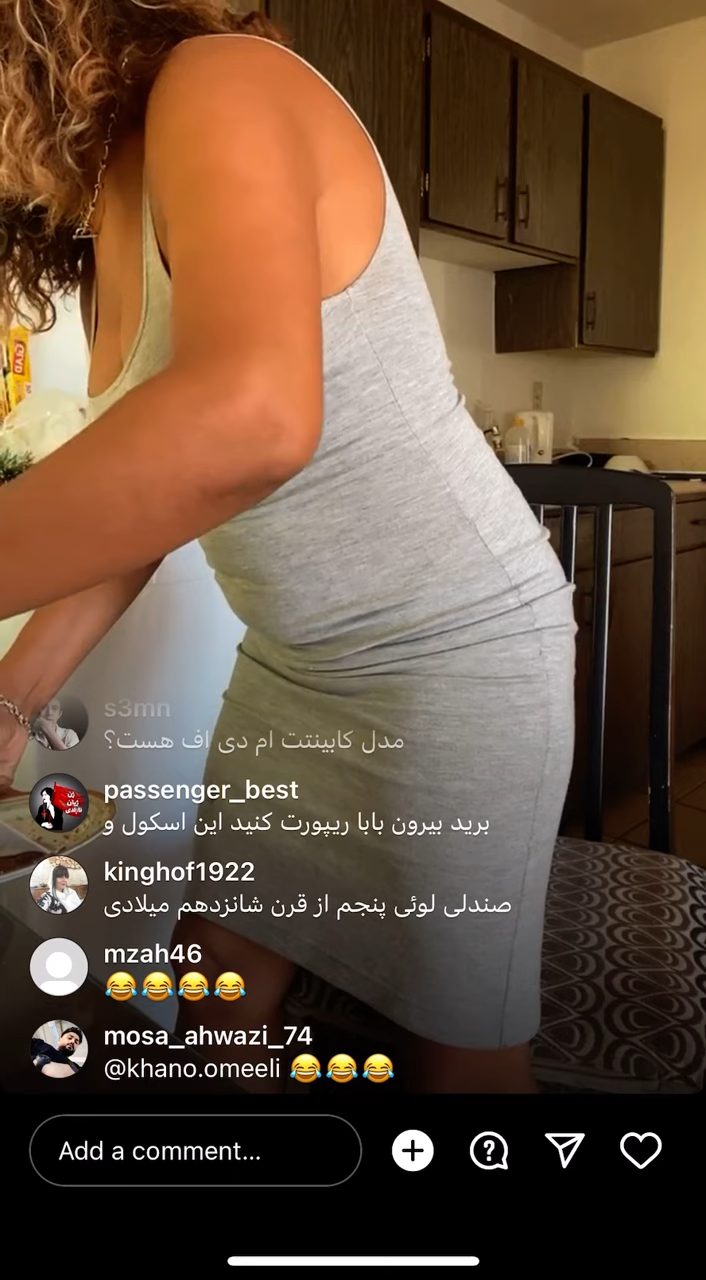 GLAD
s3mn
مدل کابینتت ام دی اف هست؟
passenger_best
برید بیرون بابا ریپورت کنید این اسکول و
kinghof1922
صندلی لوئی پنجم از قرن شانزدهم میلادی
mzah46
😂😂😂😂
mosa_ahwazi_74
@khano.omeeli 😂😂😂
Add a comment...